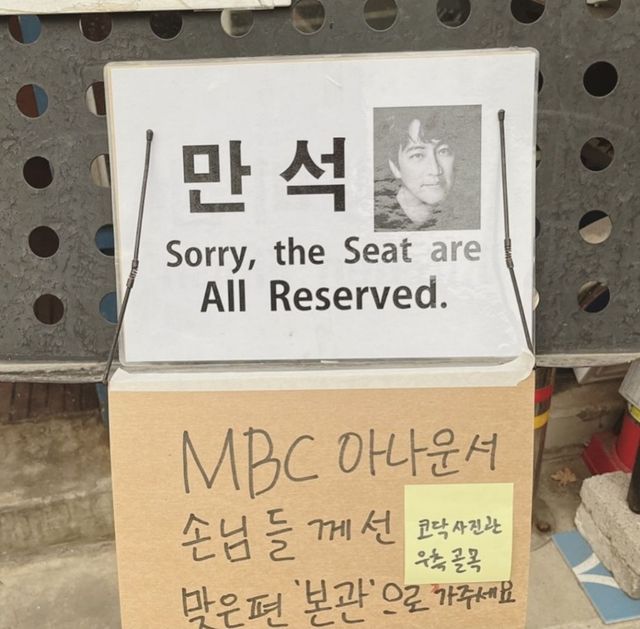 만석
Sorry, the Seat are
All Reserved.
MBC 아나운서
손님들 께선
코닥사진관
우측 골목
맞은편 '본관'으로 가주세요